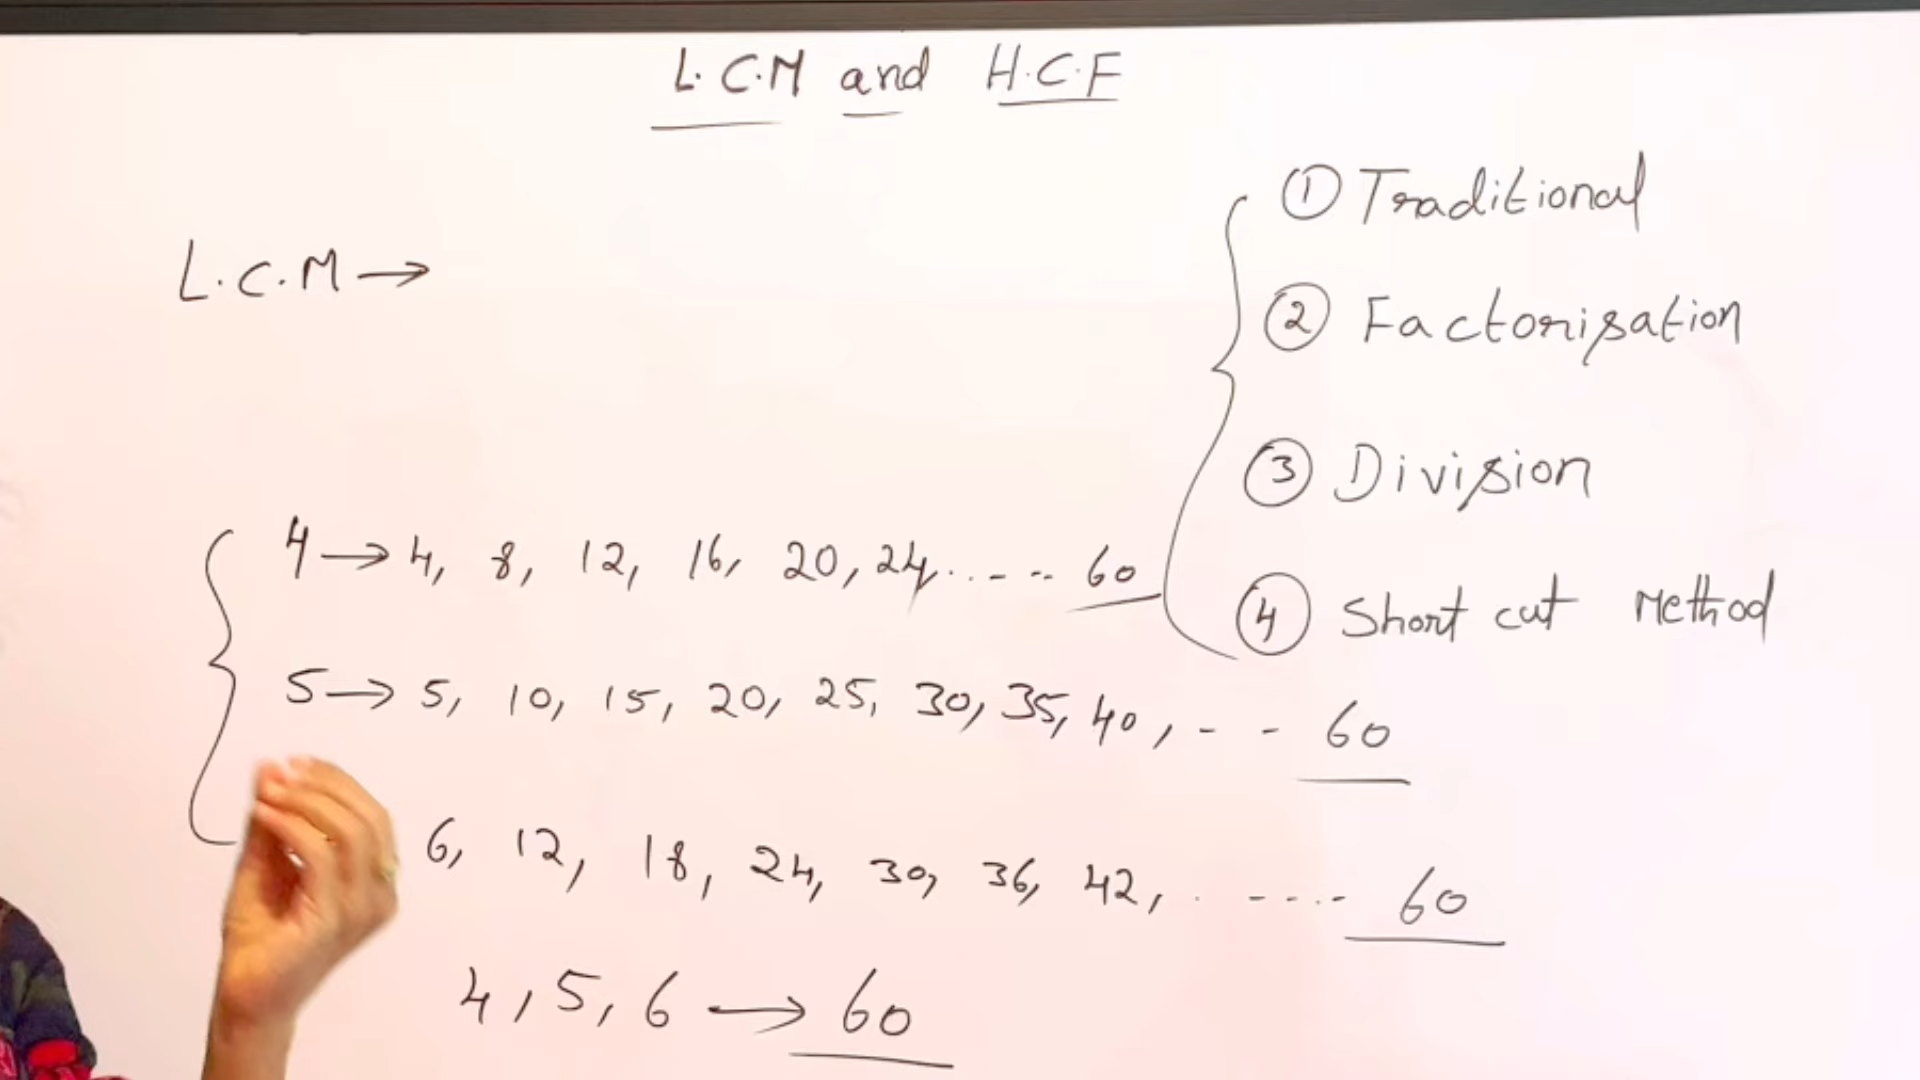 L.C.M and H.C.F
L.C.M →
① Traditional
② Factorisation
③ Division
④ Short cut Method
4 → 4, 8, 12, 16, 20, 24..--.. 60
5 → 5, 10, 15, 20, 25, 30, 35, 40, - - 60
6, 12, 18, 24, 30, 36, 42, . ---.- 60
4, 5, 6 → 60